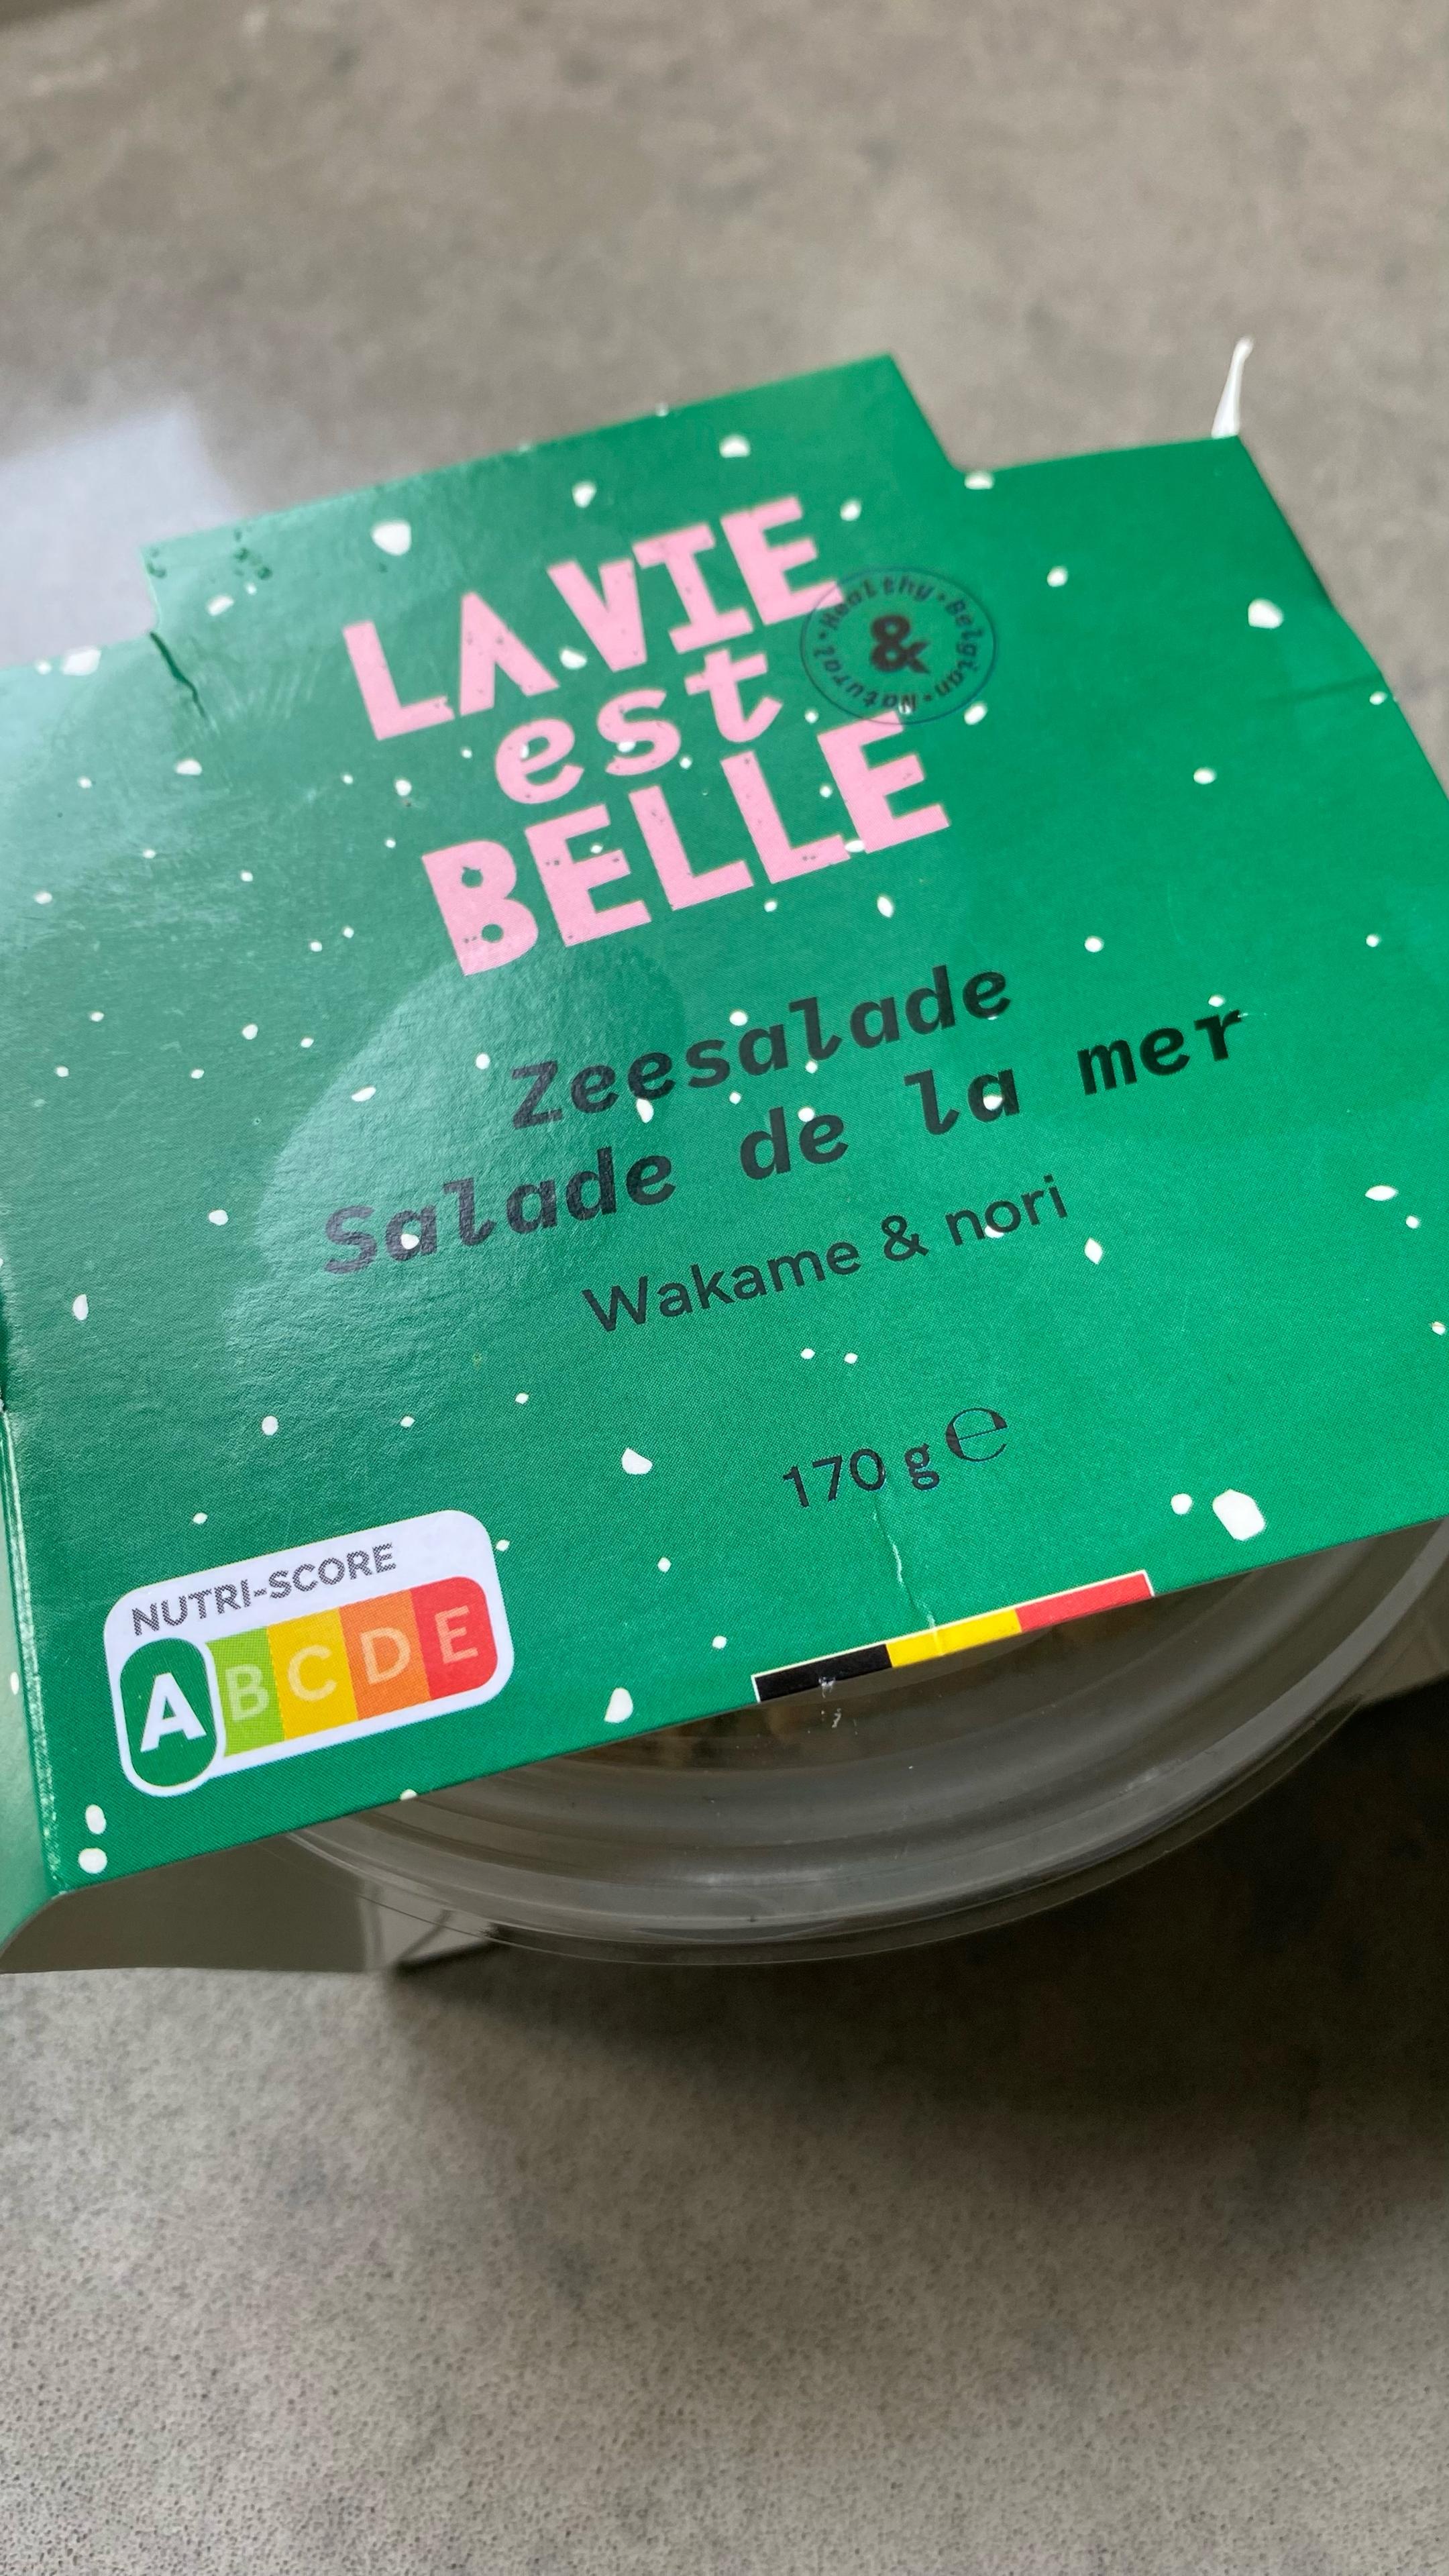 LA VIE
est
BELLE
Healthy • Belgian • Natural •
&
Zeesalade
Salade de la mer
Wakame & nori
170 g ℮
NUTRI-SCORE
A B C D E